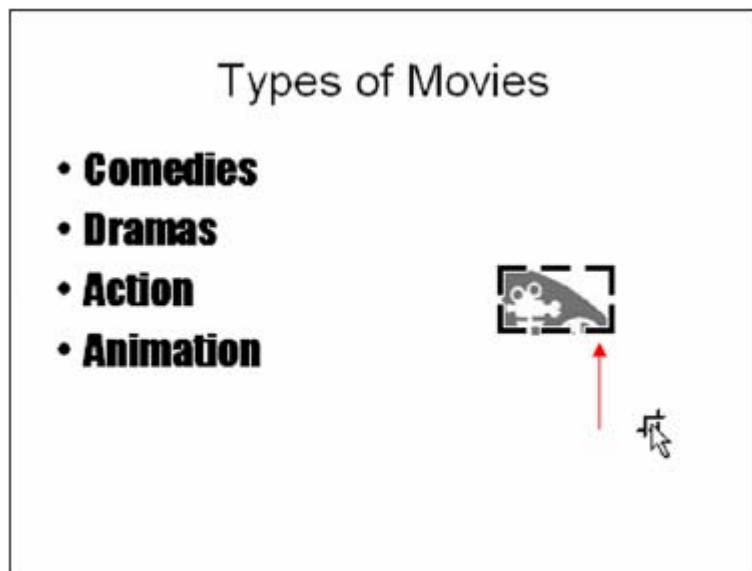 Types of Movies
• Comedies
• Dramas
• Action
• Animation